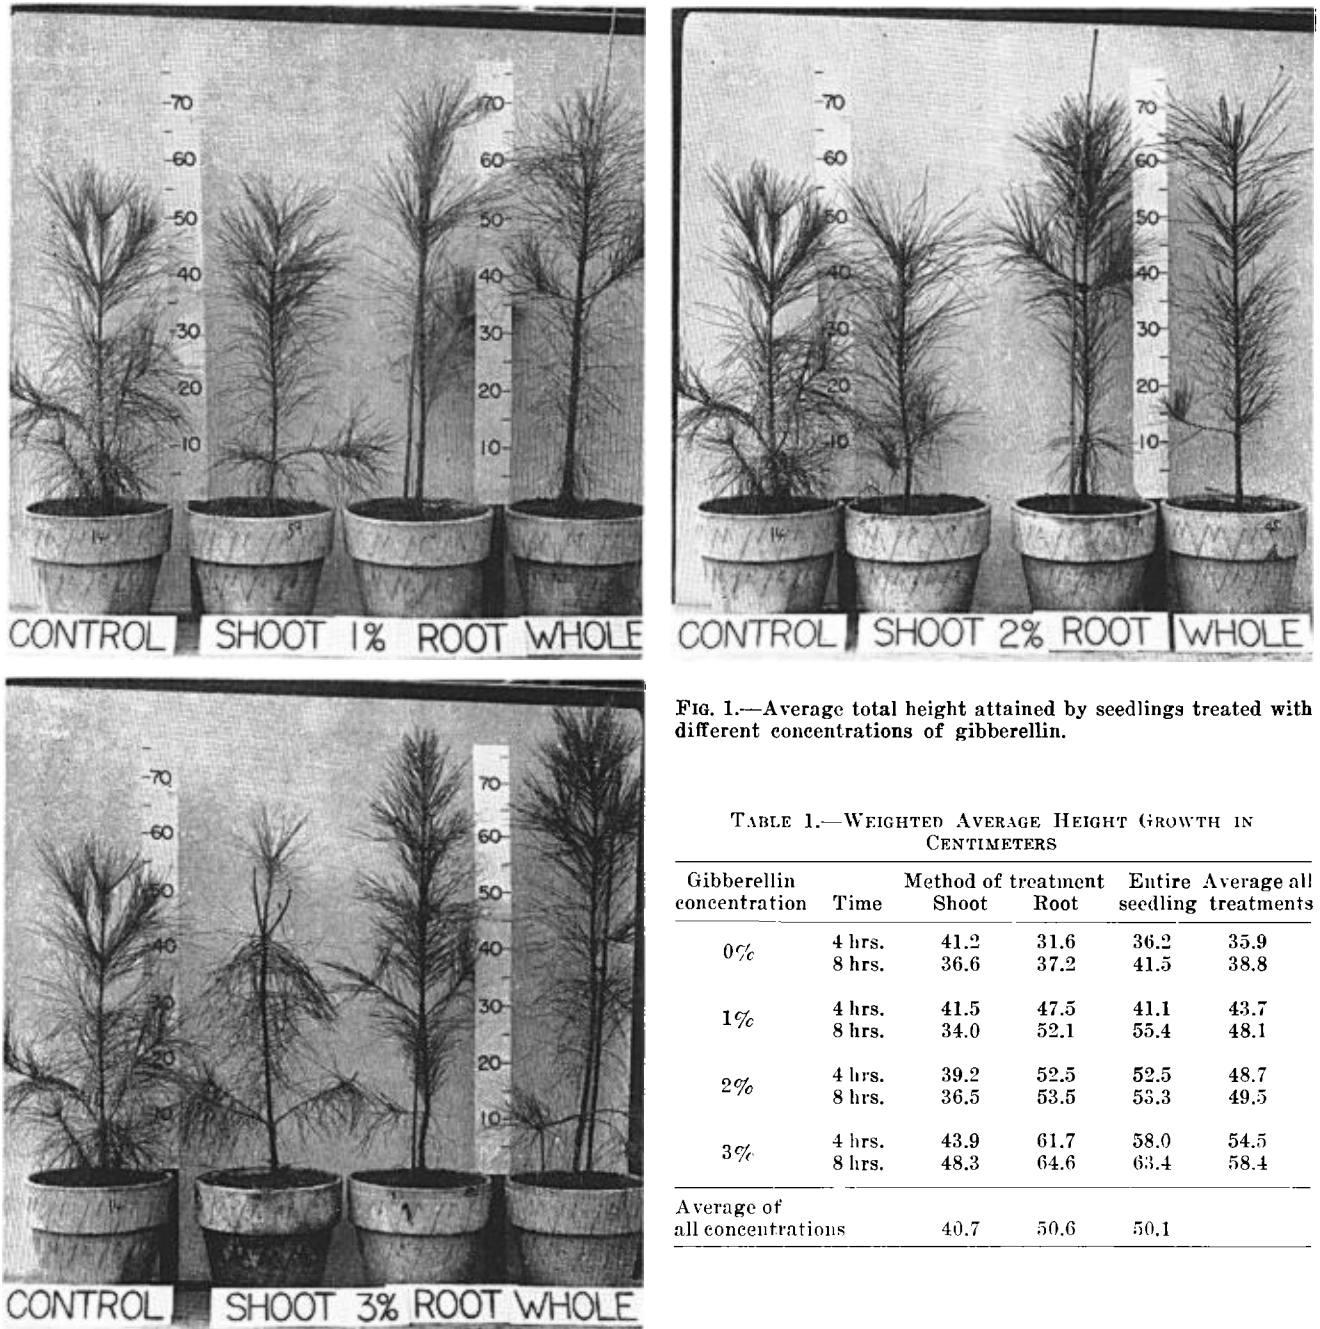 70
60
50
40
30
20
10
70
60
50
40
30
20
10
14
59
CONTROL SHOOT 1% ROOT WHOLE
70
60
50
40
30
20
10
70
60
50
40
30
20
10
14
45
CONTROL SHOOT 2% ROOT WHOLE
FIG. 1.—Average total height attained by seedlings treated with
different concentrations of gibberellin.
70
60
50
40
30
20
10
70
60
50
40
30
20
10
14
CONTROL SHOOT 3% ROOT WHOLE
TABLE 1.—WEIGHTED AVERAGE HEIGHT GROWTH IN
CENTIMETERS
Gibberellin Method of treatment Entire Average all
concentration Time Shoot Root seedling treatments
0% 4 hrs. 41.2 31.6 36.2 35.9
8 hrs. 36.6 37.2 41.5 38.8
1% 4 hrs. 41.5 47.5 41.1 43.7
8 hrs. 34.0 52.1 55.4 48.1
2% 4 hrs. 39.2 52.5 52.5 48.7
8 hrs. 36.5 53.5 53.3 49.5
3% 4 hrs. 43.9 61.7 58.0 54.5
8 hrs. 48.3 64.6 63.4 58.4
Average of
all concentrations 40.7 50.6 50.1